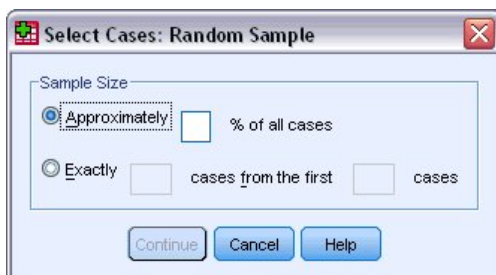 Select Cases: Random Sample
Sample Size
Approximately % of all cases
Exactly cases from the first cases
Continue Cancel Help